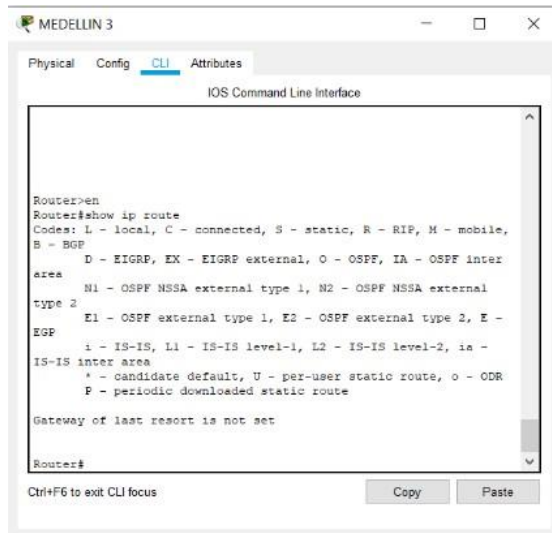 MEDELLIN 3
Physical Config CLI Attributes
IOS Command Line Interface
Router>en
Router#show ip route
Codes: L - local, C - connected, S - static, R - RIP, M - mobile,
B - BGP
D - EIGRP, EX - EIGRP external, O - OSPF, IA - OSPF inter
area
N1 - OSPF NSSA external type 1, N2 - OSPF NSSA external
type 2
E1 - OSPF external type 1, E2 - OSPF external type 2, E -
EGP
i - IS-IS, L1 - IS-IS level-1, L2 - IS-IS level-2, ia -
IS-IS inter area
* - candidate default, U - per-user static route, o - ODR
P - periodic downloaded static route
Gateway of last resort is not set
Router#
Ctrl+F6 to exit CLI focus
Copy Paste